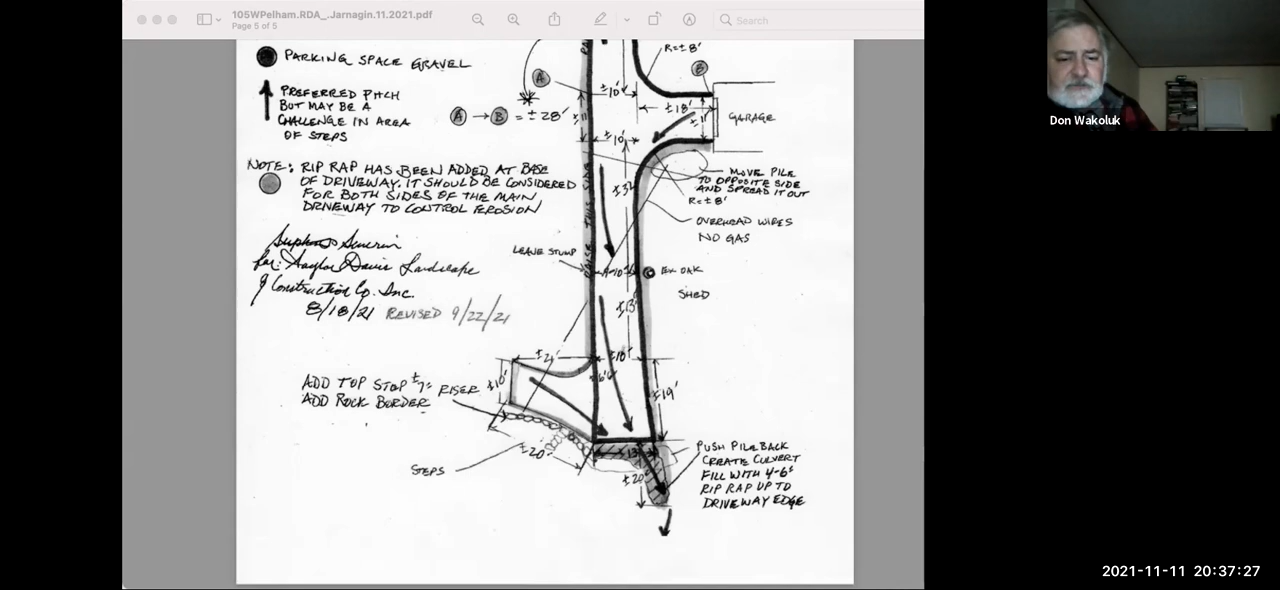 105WPelham.RDA_.Jarnagin.11.2021.pdf
Page 5 of 5
Search
PARKING SPACE GRAVEL
PREFERRED PITCH
BUT MAY BE A
CHALLENGE IN AREA
OF STEPS
A → B = ±28'
NOTE: RIP RAP HAS BEEN ADDED AT BASE
OF DRIVEWAY. IT SHOULD BE CONSIDERED
FOR BOTH SIDES OF THE MAIN
DRIVEWAY TO CONTROL EROSION
for: Taylor Davis Landscape
& Construction Co. Inc.
8/18/21 REVISED 9/22/21
R=±8'
A
B
±10'
±18'
±11'
±11'
GARAGE
±10'
MOVE PILE
TO OPPOSITE SIDE
AND SPREAD IT OUT
R=±8'
OVERHEAD WIRES
NO GAS
LEAVE STUMP
EX OAK
SHED
±10'
±10'
±19'
ADD TOP STEP ±7" RISER
ADD ROCK BORDER
±20'
STEPS
±13'
±20'
PUSH PILE BACK
CREATE CULVERT
FILL WITH 4-6"
RIP RAP UP TO
DRIVEWAY EDGE
Don Wakoluk
2021-11-11 20:37:27